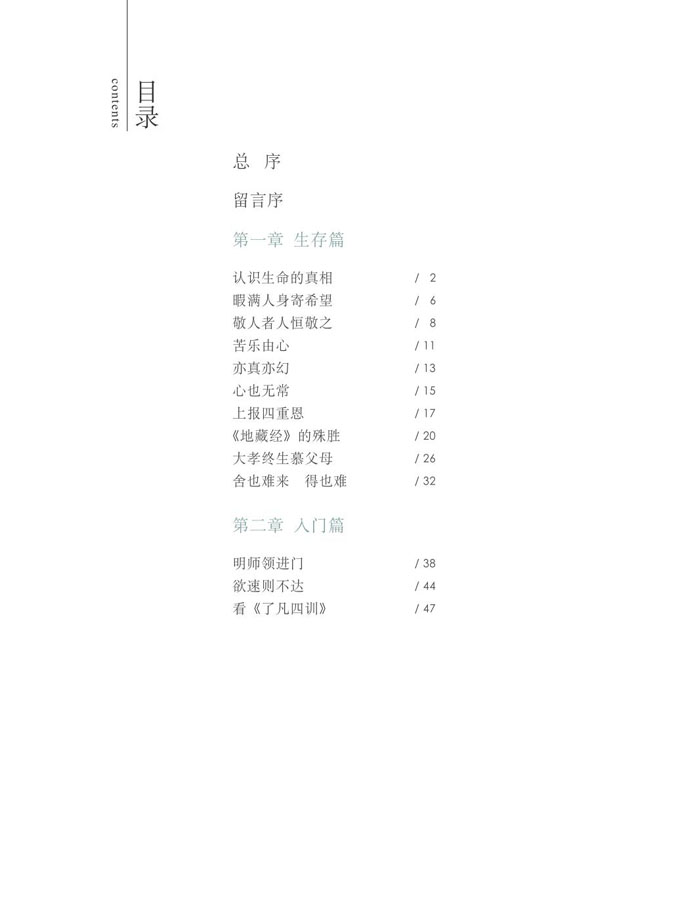 目录
contents
总 序
留言序
第一章 生存篇
认识生命的真相 / 2
暇满人身寄希望 / 6
敬人者人恒敬之 / 8
苦乐由心 / 11
亦真亦幻 / 13
心也无常 / 15
上报四重恩 / 17
《地藏经》的殊胜 / 20
大孝终生慕父母 / 26
舍也难来 得也难 / 32
第二章 入门篇
明师领进门 / 38
欲速则不达 / 44
看《了凡四训》 / 47